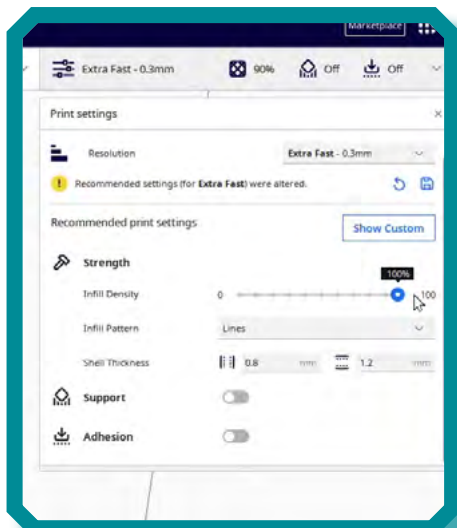 Marketplace
Extra Fast - 0.3mm 90% Off Off
Print settings ×
Resolution Extra Fast - 0.3mm
! Recommended settings (for Extra Fast) were altered.
Recommended print settings
Show Custom
Strength
100%
Infill Density 0 100
Infill Pattern Lines
Shell Thickness 0.8 mm 1.2 mm
Support
Adhesion